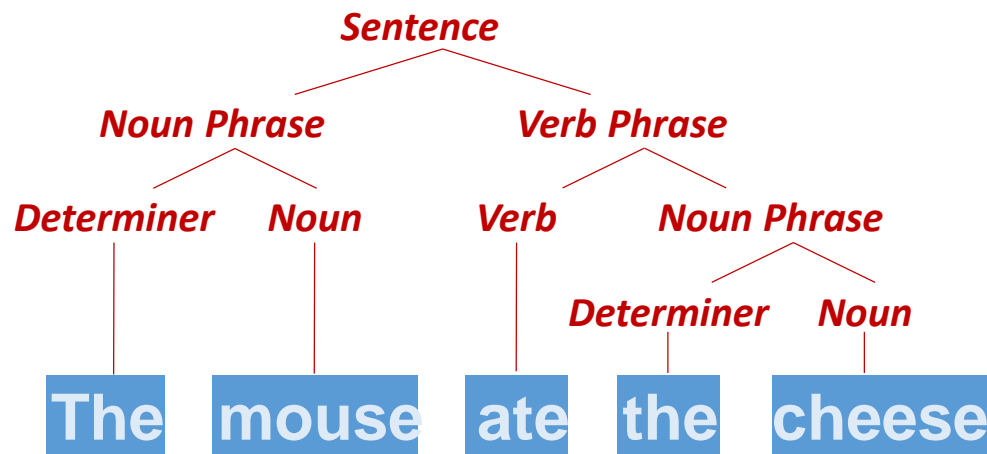 Sentence
Noun Phrase Verb Phrase
Determiner Noun Verb Noun Phrase
Determiner Noun
The mouse ate the cheese